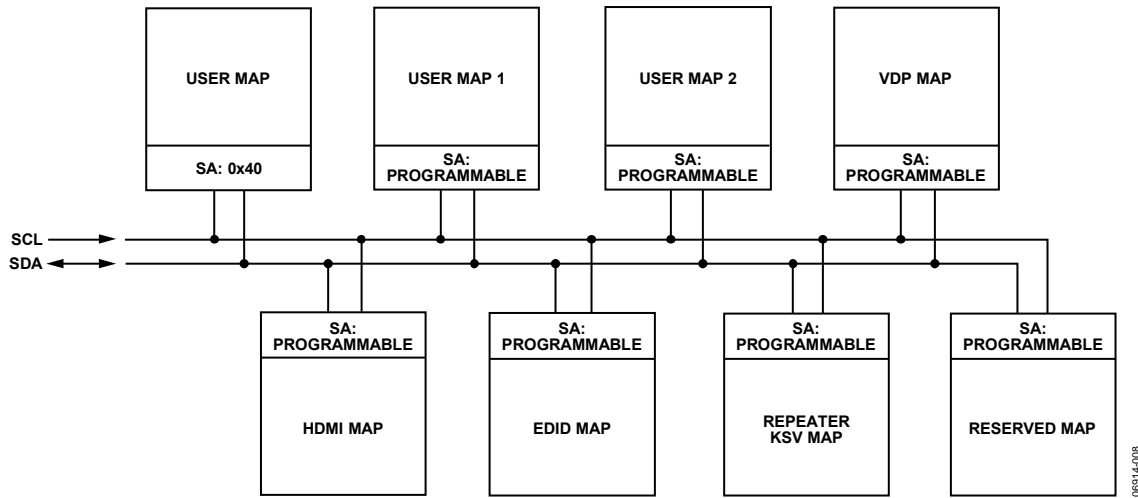 USER MAP
SA: 0x40
USER MAP 1
SA:
PROGRAMMABLE
USER MAP 2
SA:
PROGRAMMABLE
VDP MAP
SA:
PROGRAMMABLE
SCL
SDA
SA:
PROGRAMMABLE
HDMI MAP
SA:
PROGRAMMABLE
EDID MAP
SA:
PROGRAMMABLE
REPEATER
KSV MAP
SA:
PROGRAMMABLE
RESERVED MAP
06914-008